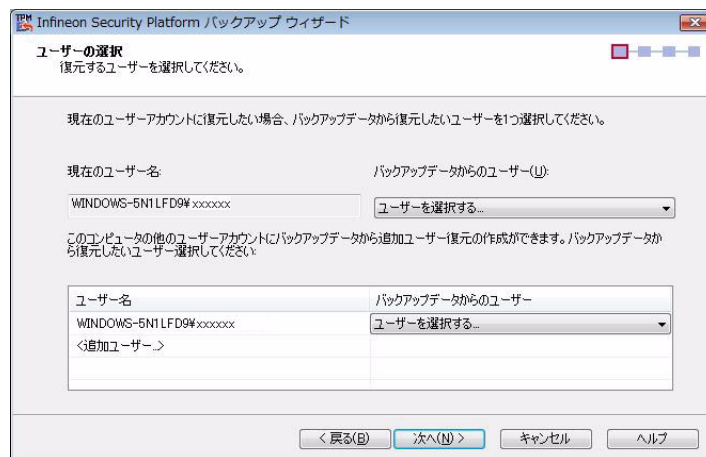 TPM Infineon Security Platform バックアップ ウィザード
ユーザーの選択
復元するユーザーを選択してください。
現在のユーザーアカウントに復元したい場合、バックアップデータから復元したいユーザーを1つ選択してください。
現在のユーザー名: バックアップデータからのユーザー(U):
WINDOWS-5N1LFD9¥xxxxxx ユーザーを選択する...
このコンピュータの他のユーザーアカウントにバックアップデータから追加ユーザー復元の作成ができます。バックアップデータか
ら復元したいユーザー選択してください:
ユーザー名 バックアップデータからのユーザー
WINDOWS-5N1LFD9¥xxxxxx ユーザーを選択する...
<追加ユーザー...>
< 戻る(B) 次へ(N) > キャンセル ヘルプ